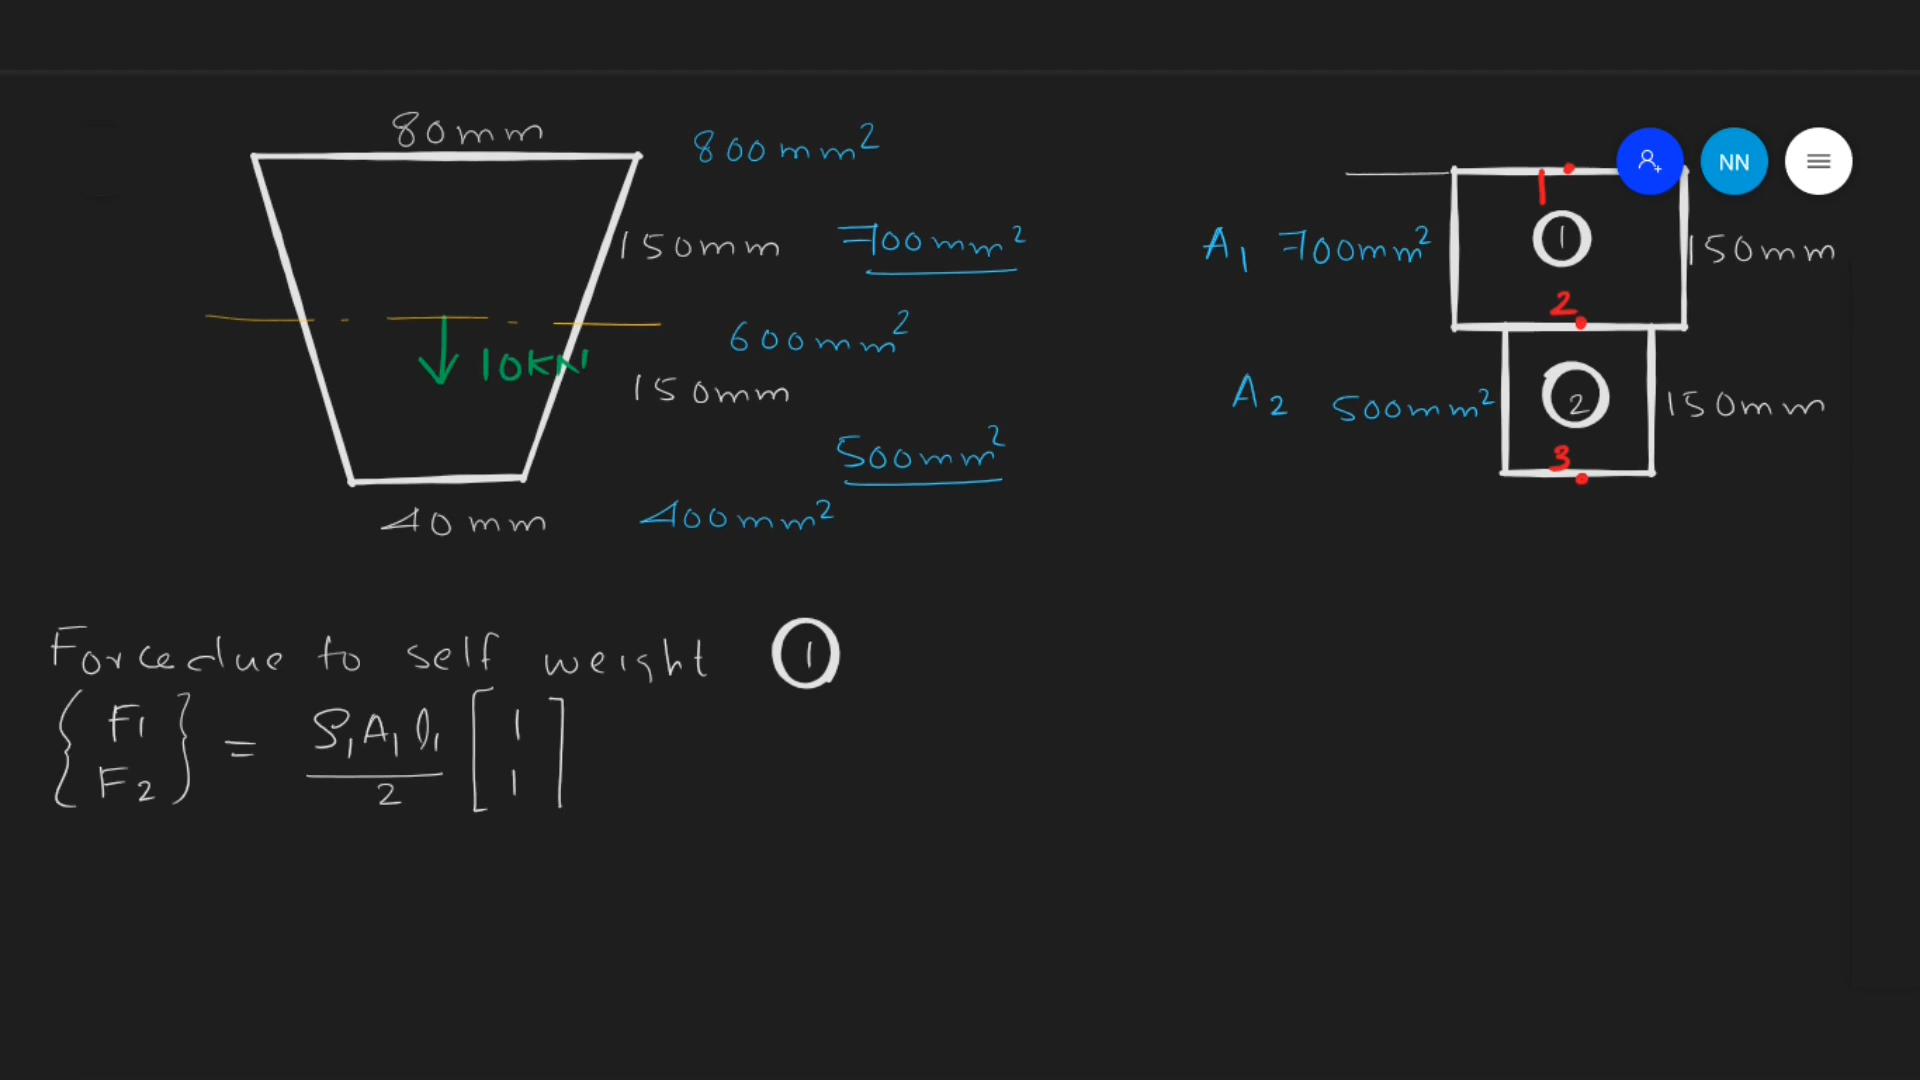 80mm
800mm²
150mm
700mm²
600mm²
10KN
150mm
500mm²
40mm
400mm²
NN
1
1
A1 700mm²
150mm
2
A2 500mm²
2
150mm
3
Force due to self weight 1
{F1 F2} = ρ1A1l1/2 [1 1]